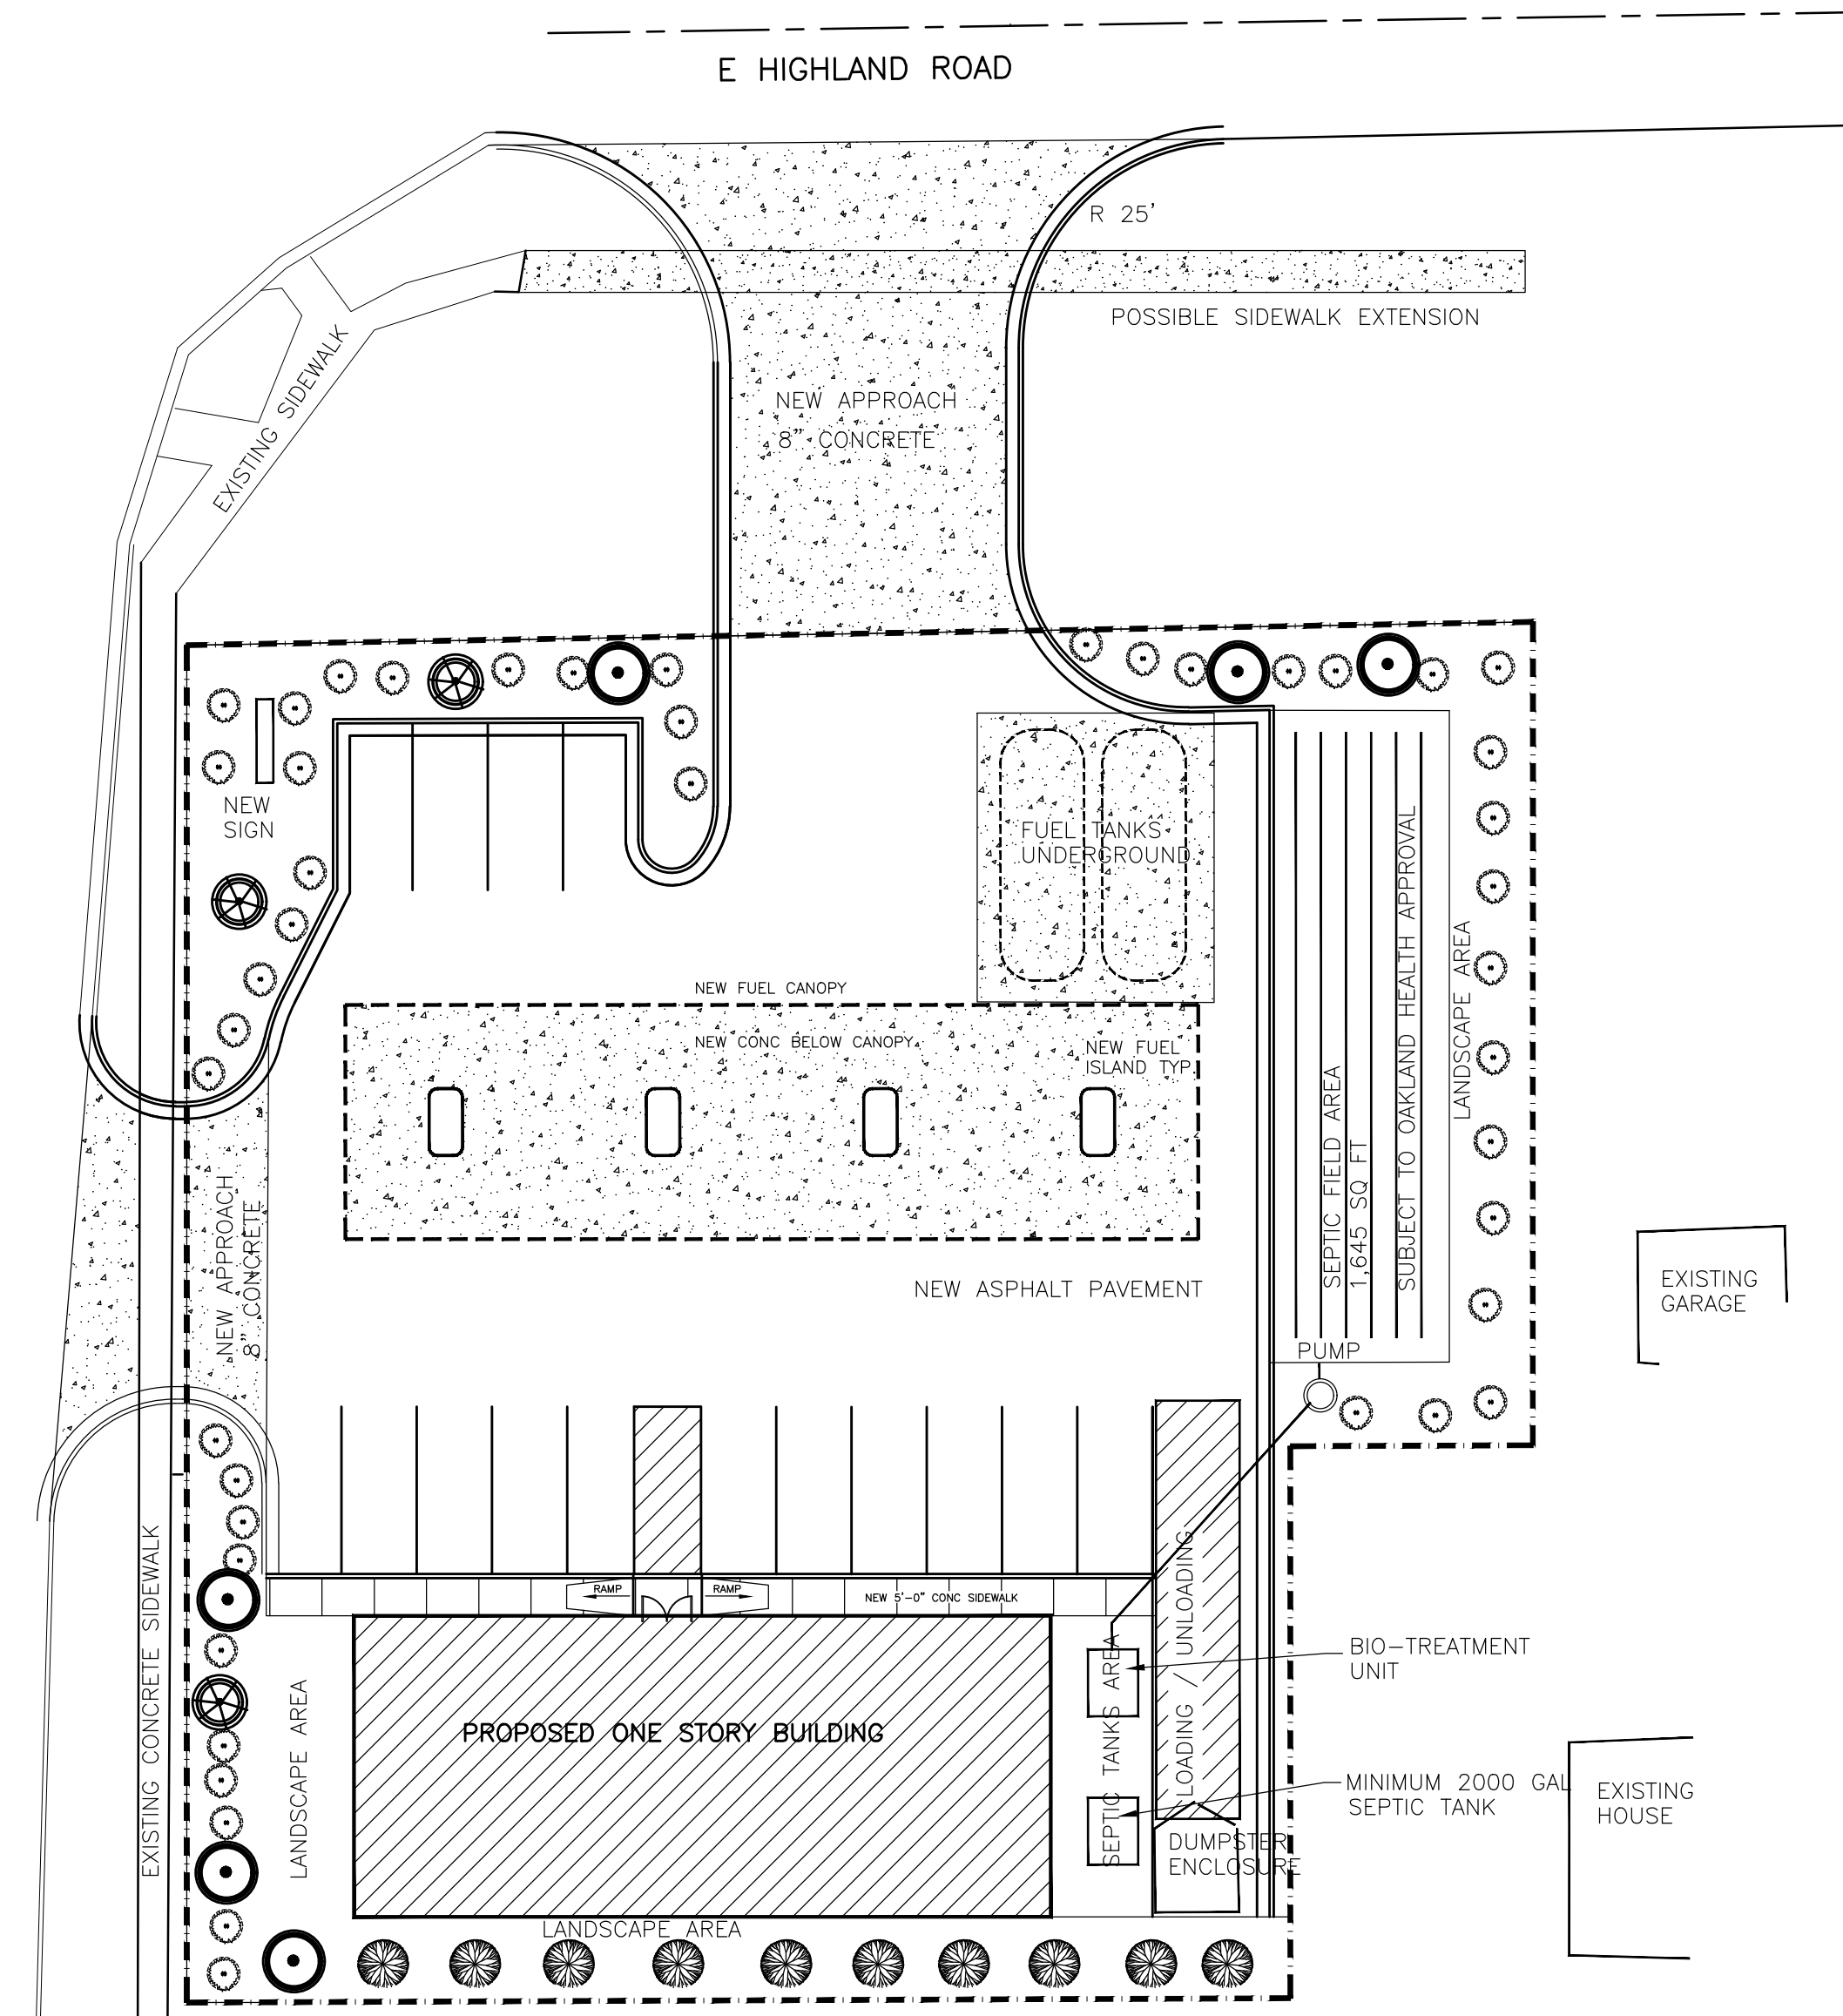 E HIGHLAND ROAD
R 25'
POSSIBLE SIDEWALK EXTENSION
EXISTING SIDEWALK
NEW APPROACH
8" CONCRETE
NEW
SIGN
FUEL TANKS
UNDERGROUND
NEW FUEL CANOPY
NEW CONC BELOW CANOPY
NEW FUEL
ISLAND TYP.
SEPTIC FIELD AREA
1,645 SQ FT
SUBJECT TO OAKLAND HEALTH APPROVAL
LANDSCAPE AREA
NEW APPROACH
8" CONCRETE
NEW ASPHALT PAVEMENT
EXISTING
GARAGE
PUMP
RAMP
RAMP
NEW 5'-0" CONC SIDEWALK
EXISTING CONCRETE SIDEWALK
LANDSCAPE AREA
PROPOSED ONE STORY BUILDING
SEPTIC TANKS AREA
LOADING / UNLOADING
BIO-TREATMENT
UNIT
MINIMUM 2000 GAL
SEPTIC TANK
EXISTING
HOUSE
DUMPSTER
ENCLOSURE
LANDSCAPE AREA